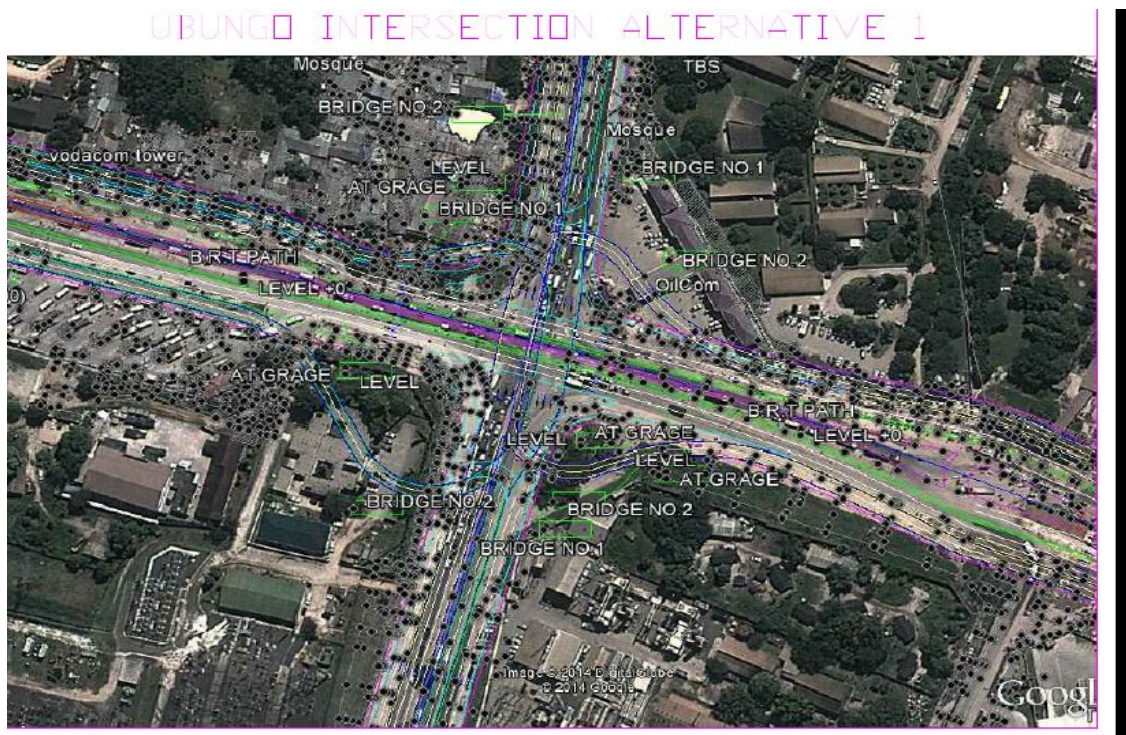 UBUNGO INTERSECTION ALTERNATIVE 1
Mosque
TBS
BRIDGE NO.2
Mosque
vodacom tower
LEVEL
BRIDGE NO.1
AT GRAGE
BRIDGE NO.1
B.R.T PATH
BRIDGE NO.2
LEVEL +0
OilCom
0)
AT GRAGE
LEVEL
B.R.T PATH
LEVEL +0
LEVEL
AT GRAGE
LEVEL
AT GRAGE
BRIDGE NO.2
BRIDGE NO.2
BRIDGE NO.1
Image © 2014 DigitalGlobe
© 2014 Google
Googl